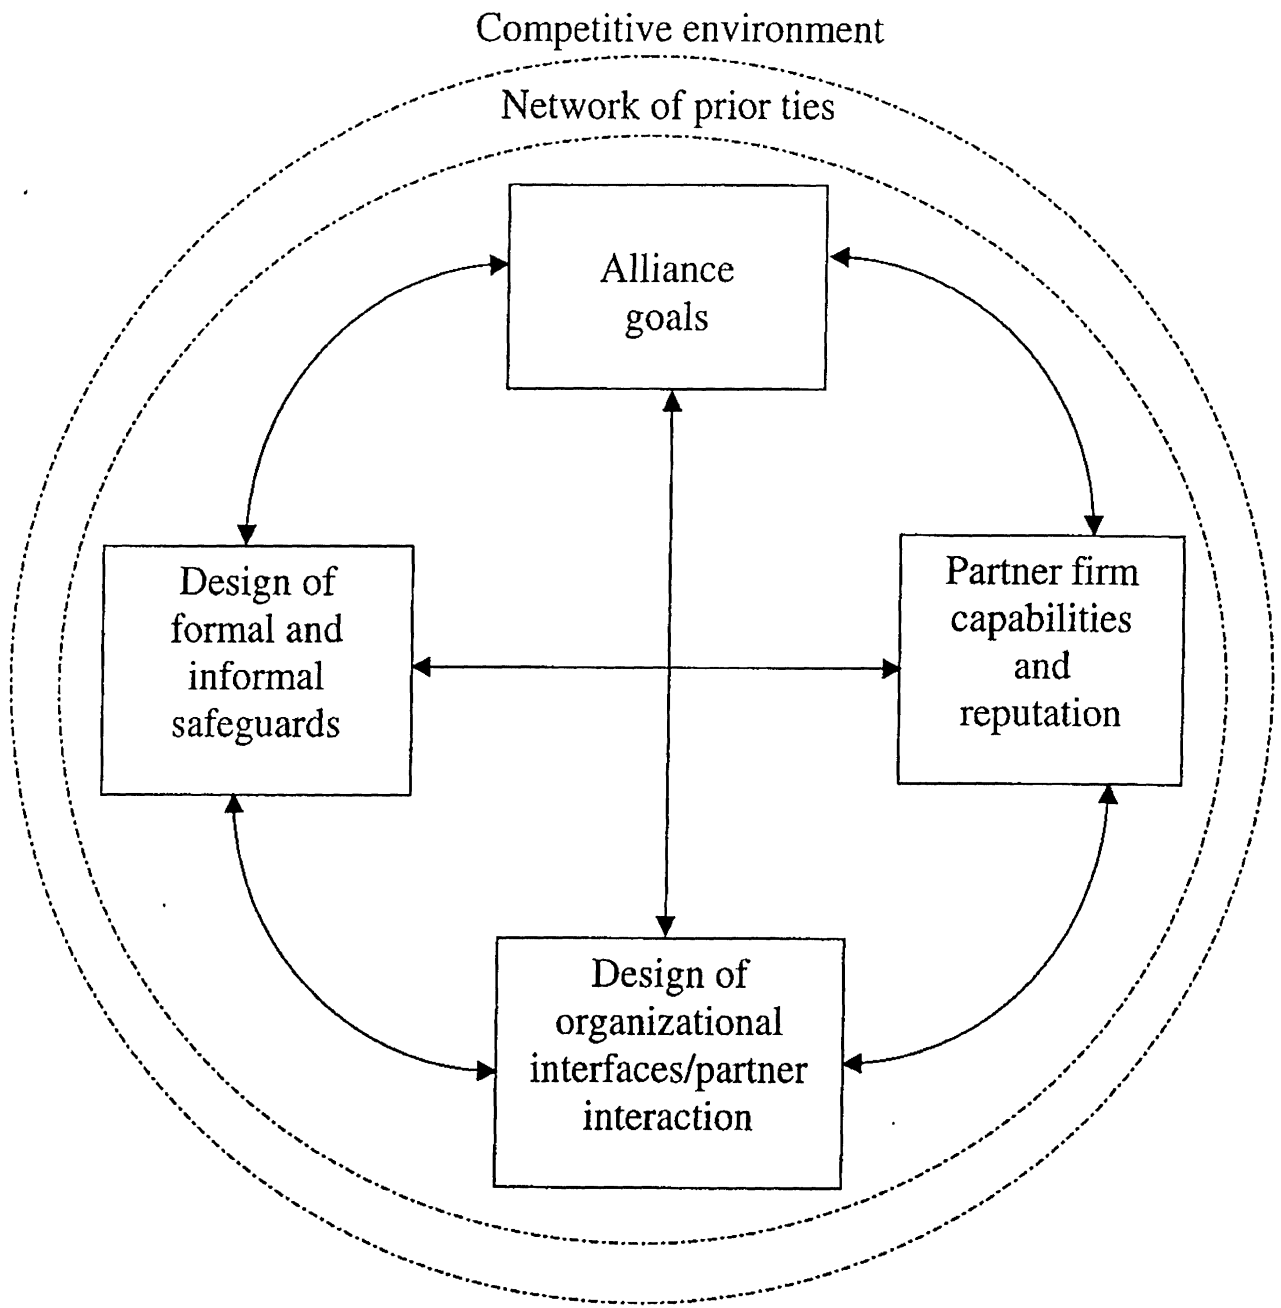 Competitive environment
Network of prior ties
Alliance
goals
Design of
formal and
informal
safeguards
Partner firm
capabilities
and
reputation
Design of
organizational
interfaces/partner
interaction